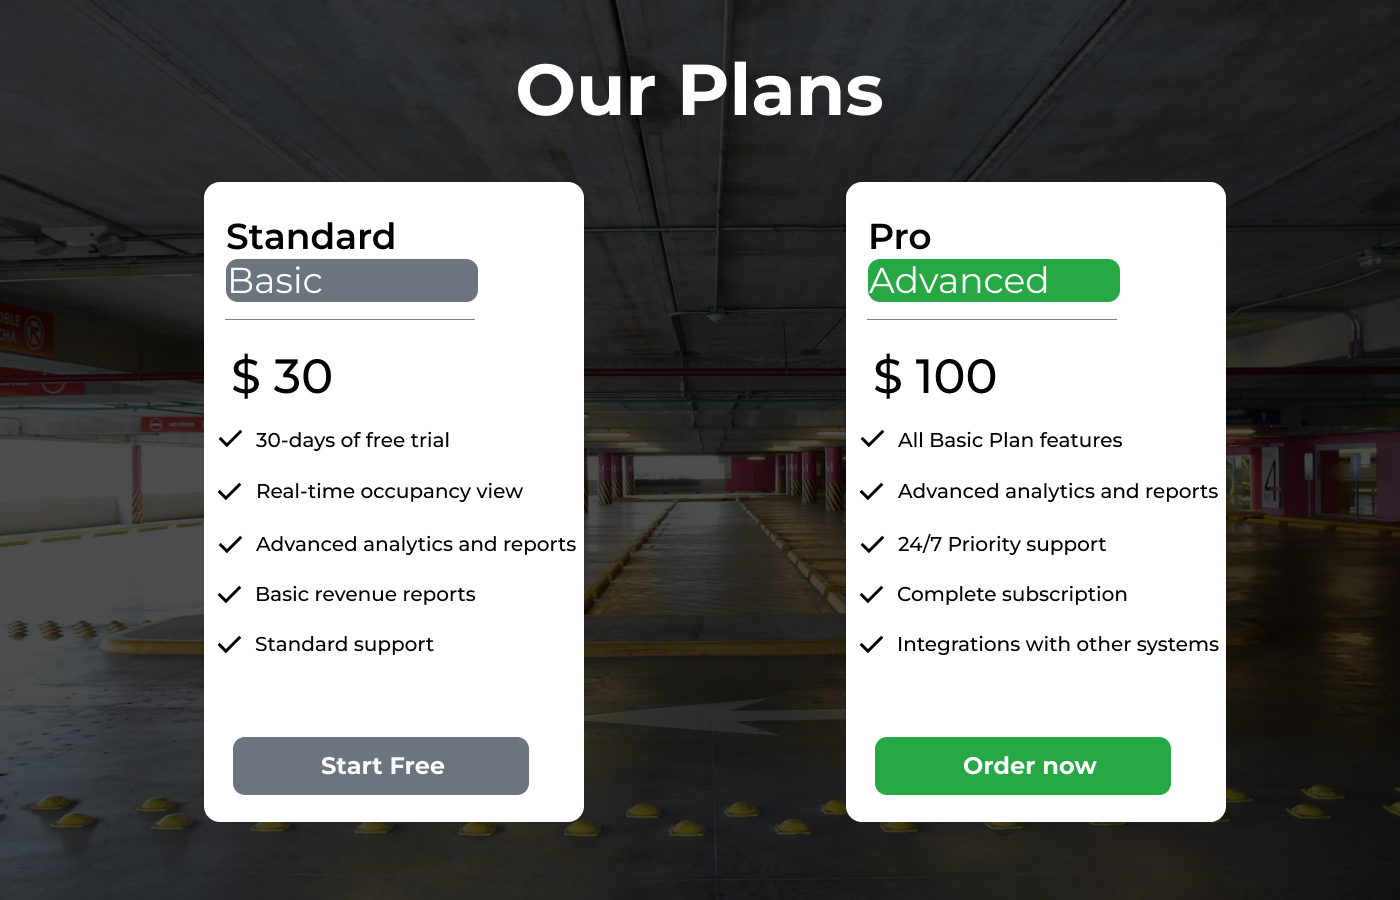 Our Plans
Standard
Basic
$ 30
30-days of free trial
Real-time occupancy view
Advanced analytics and reports
Basic revenue reports
Standard support
Start Free
Pro
Advanced
$ 100
All Basic Plan features
Advanced analytics and reports
24/7 Priority support
Complete subscription
Integrations with other systems
Order now
4